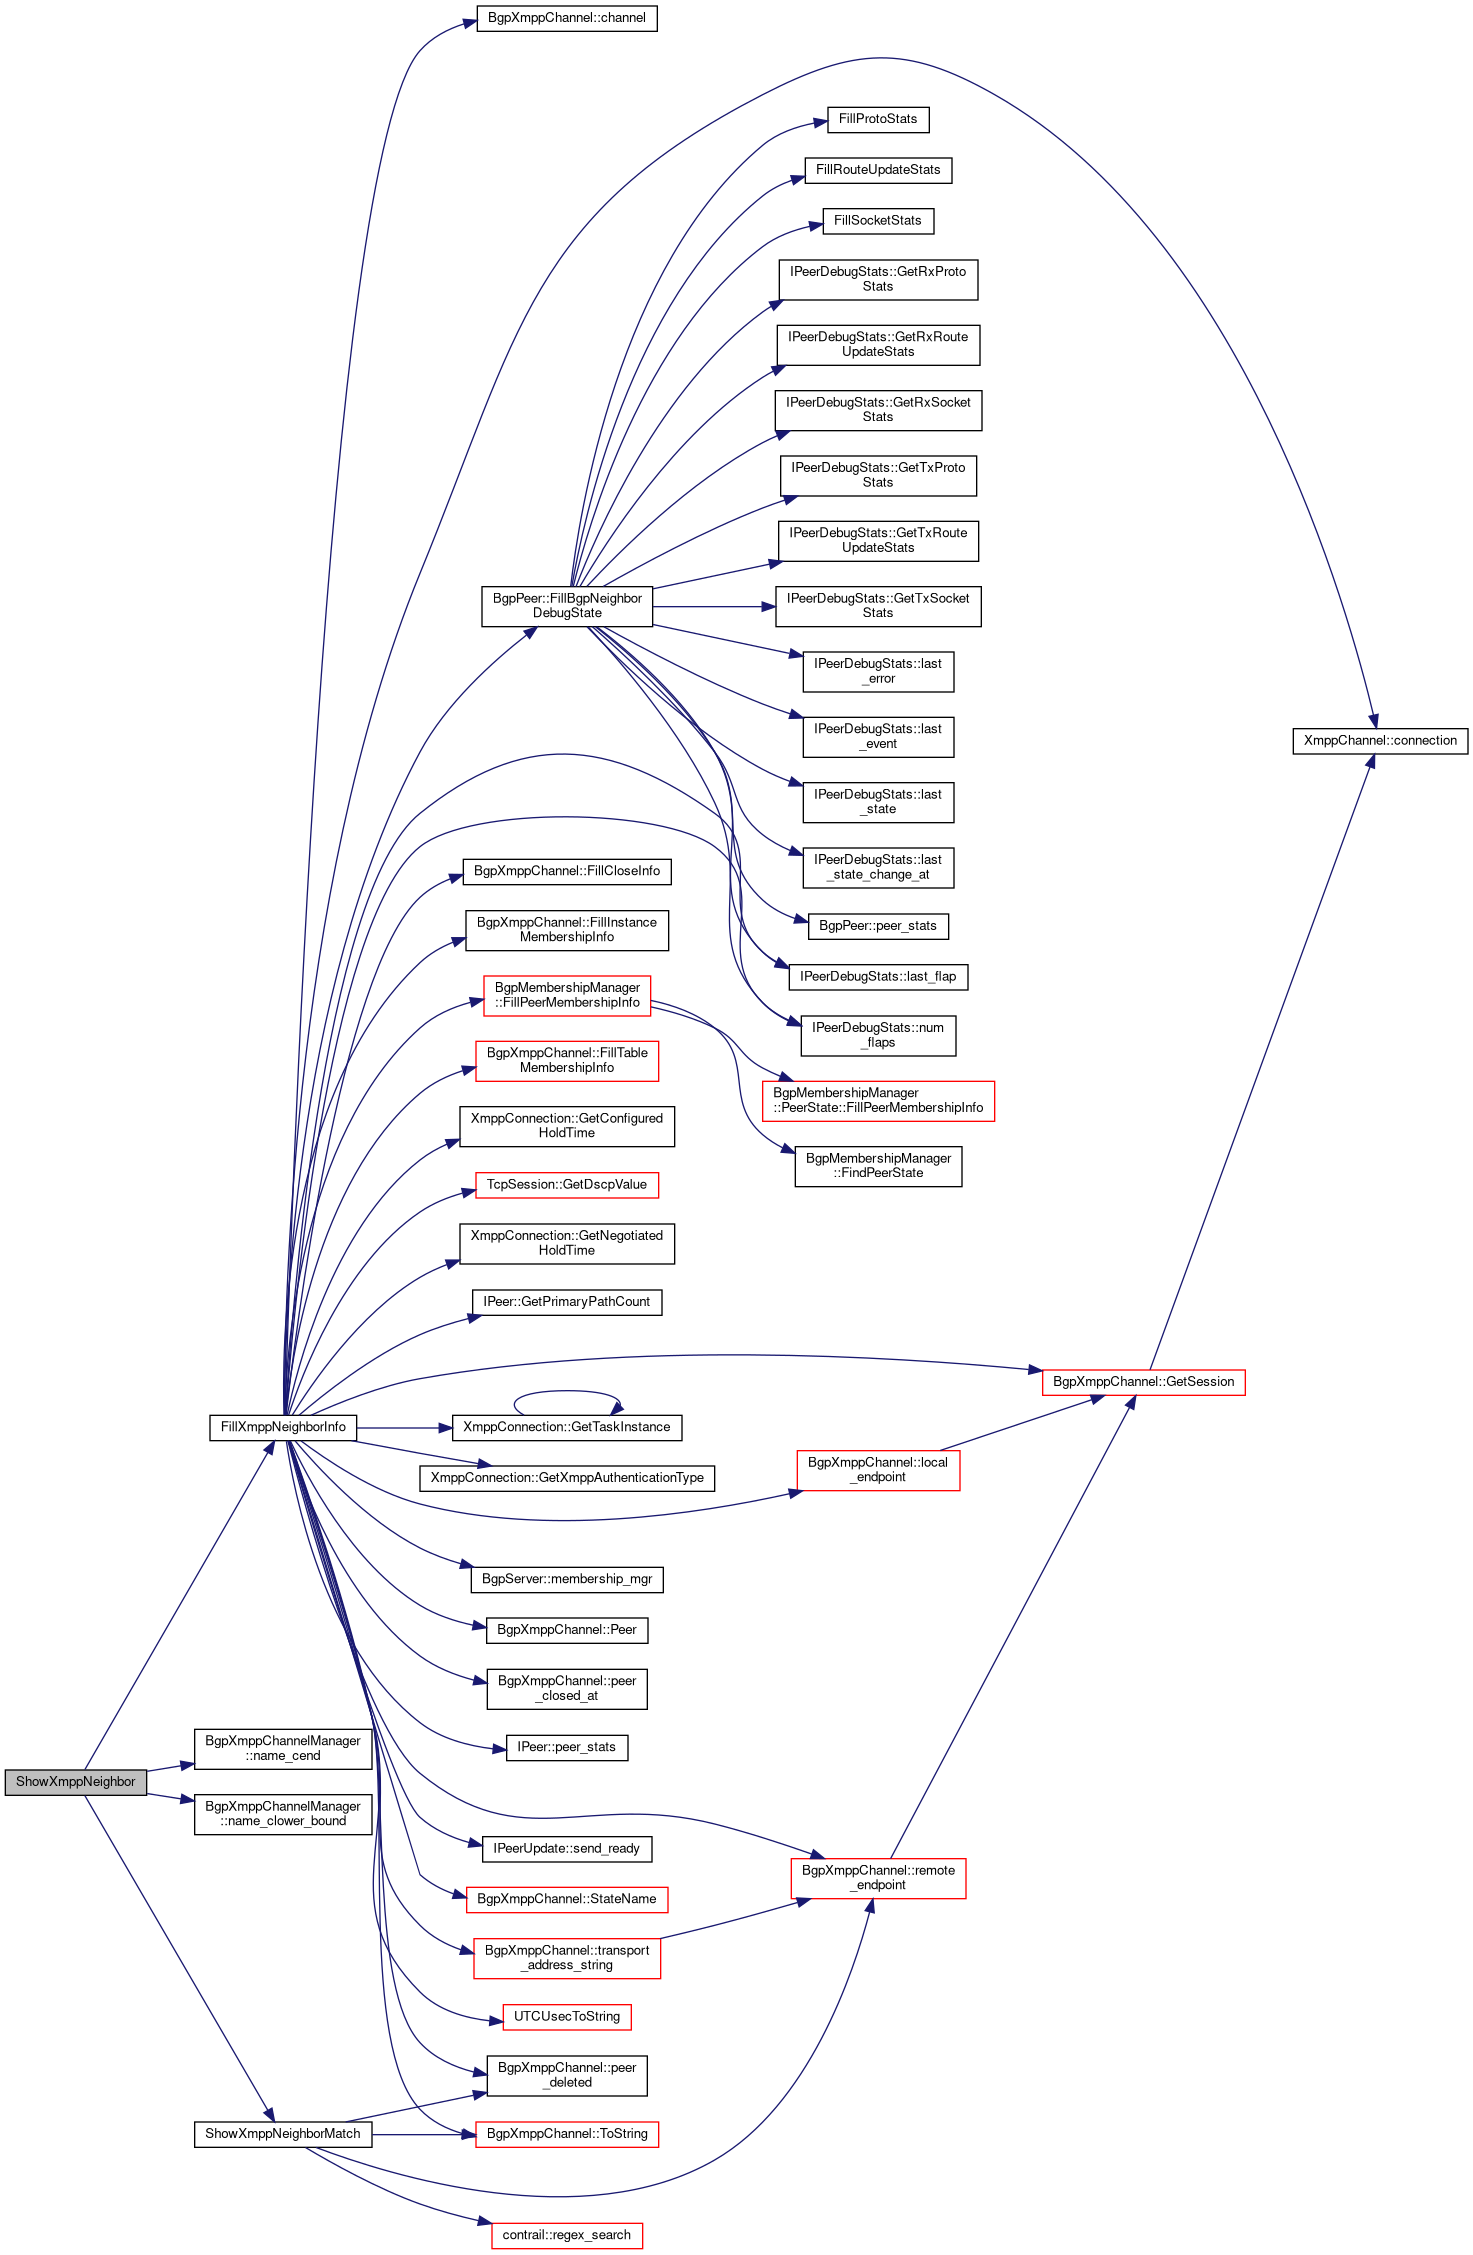 BgpXmppChannel::channel
FillProtoStats
FillRouteUpdateStats
FillSocketStats
IPeerDebugStats::GetRxProto
Stats
IPeerDebugStats::GetRxRoute
UpdateStats
IPeerDebugStats::GetRxSocket
Stats
IPeerDebugStats::GetTxProto
Stats
IPeerDebugStats::GetTxRoute
UpdateStats
BgpPeer::FillBgpNeighbor
DebugState
IPeerDebugStats::GetTxSocket
Stats
IPeerDebugStats::last
_error
IPeerDebugStats::last
_event
XmppChannel::connection
IPeerDebugStats::last
_state
IPeerDebugStats::last
_state_change_at
BgpXmppChannel::FillCloseInfo
BgpPeer::peer_stats
BgpXmppChannel::FillInstance
MembershipInfo
IPeerDebugStats::last_flap
BgpMembershipManager
::FillPeerMembershipInfo
IPeerDebugStats::num
_flaps
BgpXmppChannel::FillTable
MembershipInfo
BgpMembershipManager
::PeerState::FillPeerMembershipInfo
XmppConnection::GetConfigured
HoldTime
BgpMembershipManager
::FindPeerState
TcpSession::GetDscpValue
XmppConnection::GetNegotiated
HoldTime
IPeer::GetPrimaryPathCount
BgpXmppChannel::GetSession
FillXmppNeighborInfo
XmppConnection::GetTaskInstance
BgpXmppChannel::local
_endpoint
XmppConnection::GetXmppAuthenticationType
BgpServer::membership_mgr
BgpXmppChannel::Peer
BgpXmppChannel::peer
_closed_at
BgpXmppChannelManager
::name_cend
IPeer::peer_stats
ShowXmppNeighbor
BgpXmppChannelManager
::name_clower_bound
IPeerUpdate::send_ready
BgpXmppChannel::remote
_endpoint
BgpXmppChannel::StateName
BgpXmppChannel::transport
_address_string
UTCUsecToString
BgpXmppChannel::peer
_deleted
ShowXmppNeighborMatch
BgpXmppChannel::ToString
contrail::regex_search